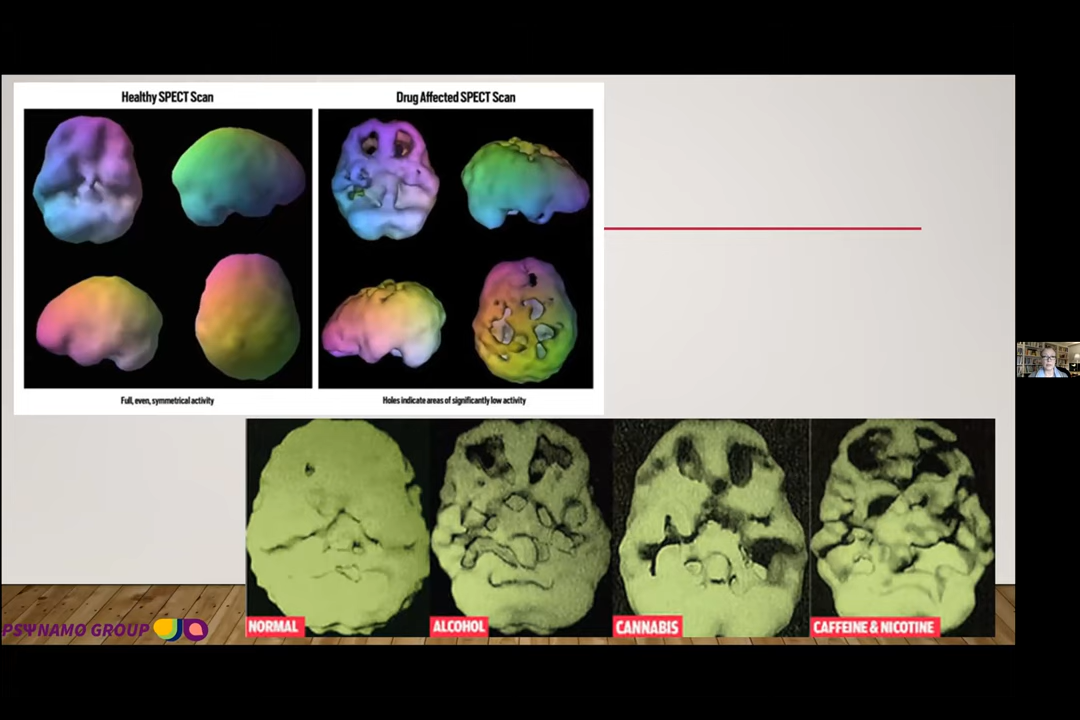 Healthy SPECT Scan
Drug Affected SPECT Scan
Full, even, symmetrical activity
Holes indicate areas of significantly low activity
NORMAL
ALCOHOL
CANNABIS
CAFFEINE & NICOTINE
PSΨNAMO GROUP